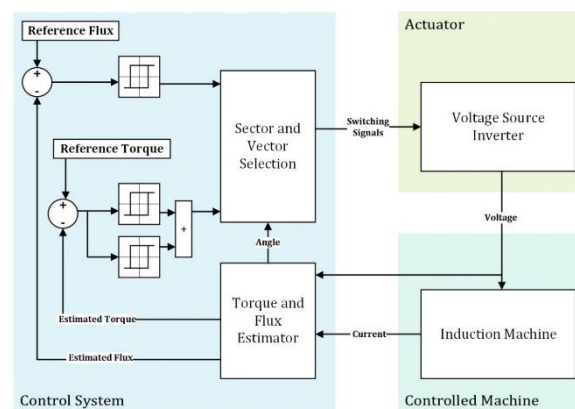 Reference Flux
+
-
Reference Torque
+
-
+
Sector and
Vector
Selection
Switching
Signals
Actuator
Voltage Source
Inverter
Voltage
Angle
Torque and
Flux
Estimator
Estimated Torque
Estimated Flux
Current
Induction Machine
Control System
Controlled Machine